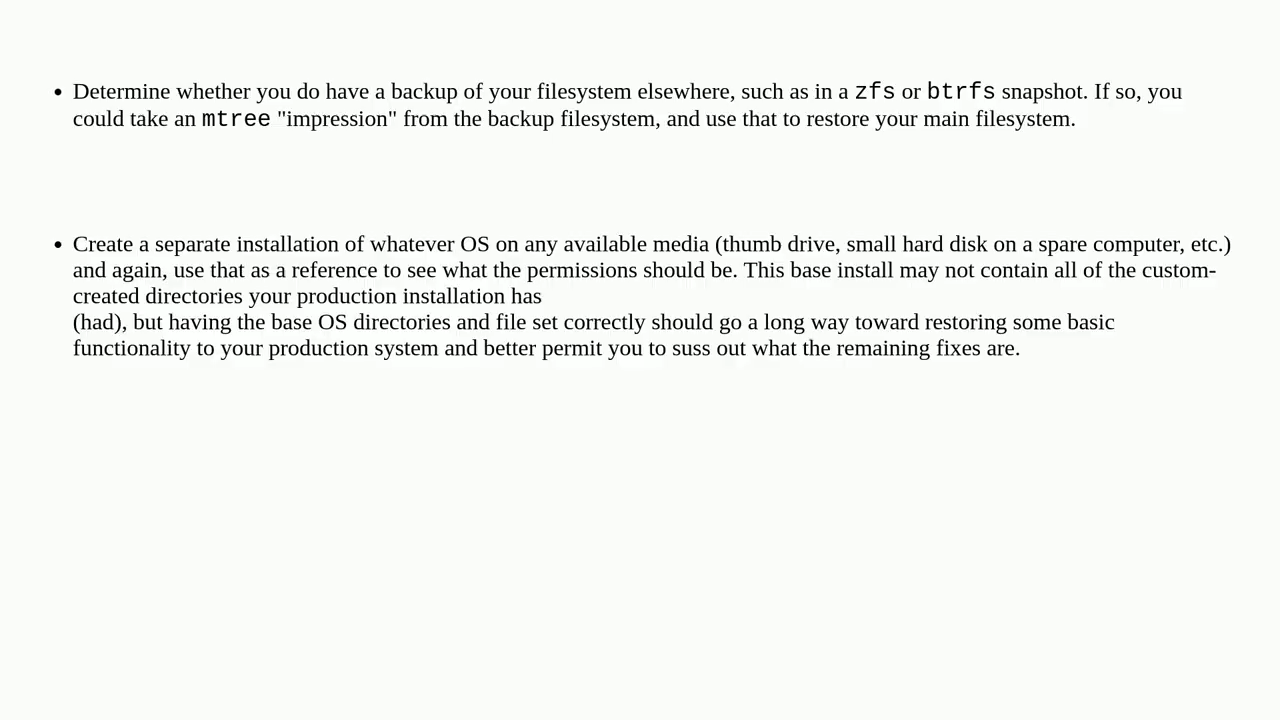 • Determine whether you do have a backup of your filesystem elsewhere, such as in a zfs or btrfs snapshot. If so, you
could take an mtree "impression" from the backup filesystem, and use that to restore your main filesystem.
• Create a separate installation of whatever OS on any available media (thumb drive, small hard disk on a spare computer, etc.)
and again, use that as a reference to see what the permissions should be. This base install may not contain all of the custom-
created directories your production installation has
(had), but having the base OS directories and file set correctly should go a long way toward restoring some basic
functionality to your production system and better permit you to suss out what the remaining fixes are.